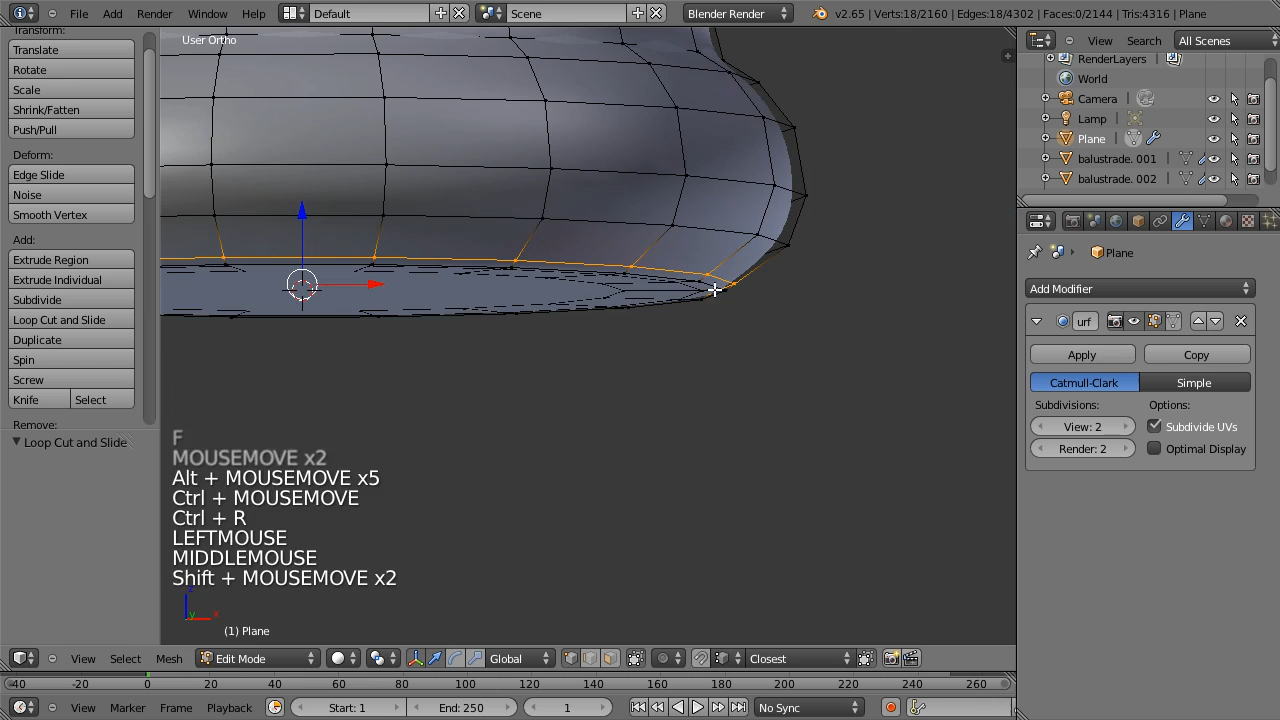 File Add Render Window Help Default Scene Blender Render v2.65 | Verts:18/2160 | Edges:18/4302 | Faces:0/2144 | Tris:4316 | Plane
Transform:
Translate
Rotate
Scale
Shrink/Fatten
Push/Pull
Deform:
Edge Slide
Noise
Smooth Vertex
Add:
Extrude Region
Extrude Individual
Subdivide
Loop Cut and Slide
Duplicate
Spin
Screw
Knife Select
Remove:
Loop Cut and Slide
User Ortho
F
MOUSEMOVE x2
Alt + MOUSEMOVE x5
Ctrl + MOUSEMOVE
Ctrl + R
LEFTMOUSE
MIDDLEMOUSE
Shift + MOUSEMOVE x2
z
y x
(1) Plane
View Search All Scenes
RenderLayers
World
Camera
Lamp
Plane
balustrade. 001
balustrade. 002
Plane
Add Modifier
urf
Apply Copy
Catmull-Clark Simple
Subdivisions: Options:
View: 2 Subdivide UVs
Render: 2 Optimal Display
View Select Mesh Edit Mode Global Closest
-40 0 20 40 60 80 100 120 140 160 180 200 220 240 260
View Marker Frame Playback Start: 1 End: 250 1 No Sync